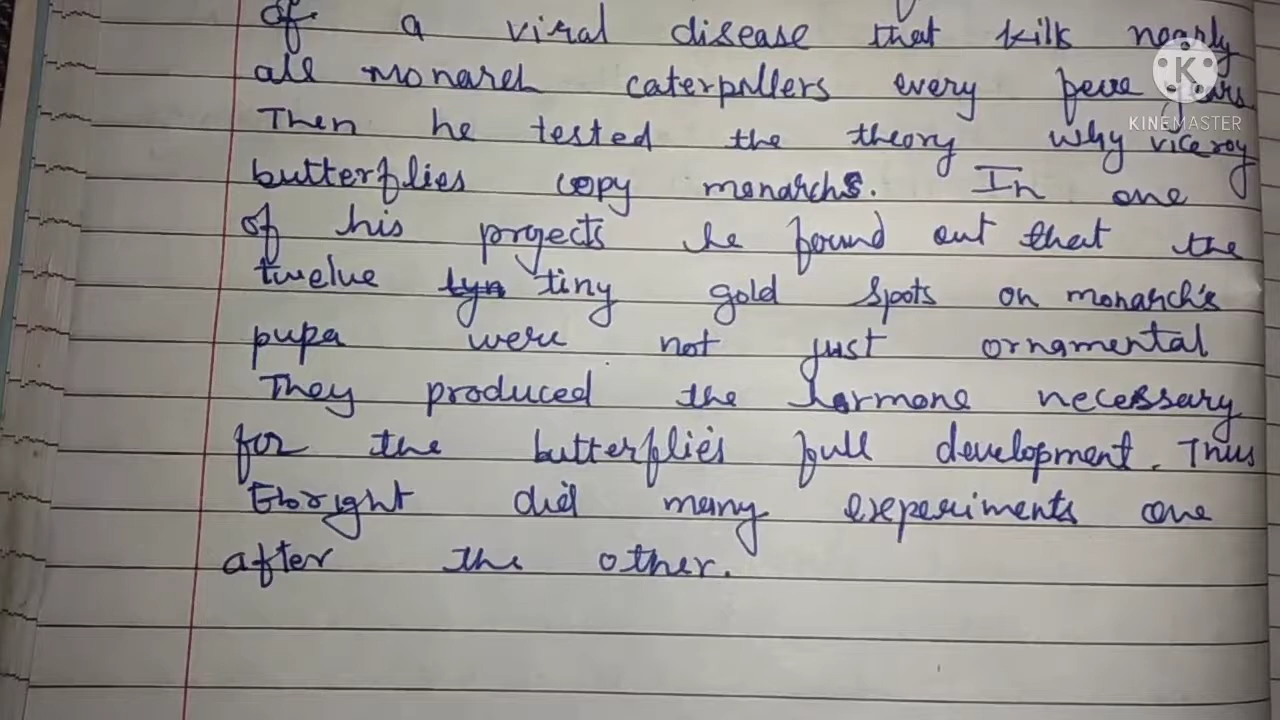 of a viral disease that kills nearly
all monarch caterpillers every
KINEMASTER
Then he tested the theory why viceroy
butterflies copy monarchs. In one
of his projects he found out that the
twelve tiny gold spots on monarch's
pupa were not just ornamental
They produced the hormone necessary
for the butterflies full development. Thus
Ebright did many experiments one
after the other.